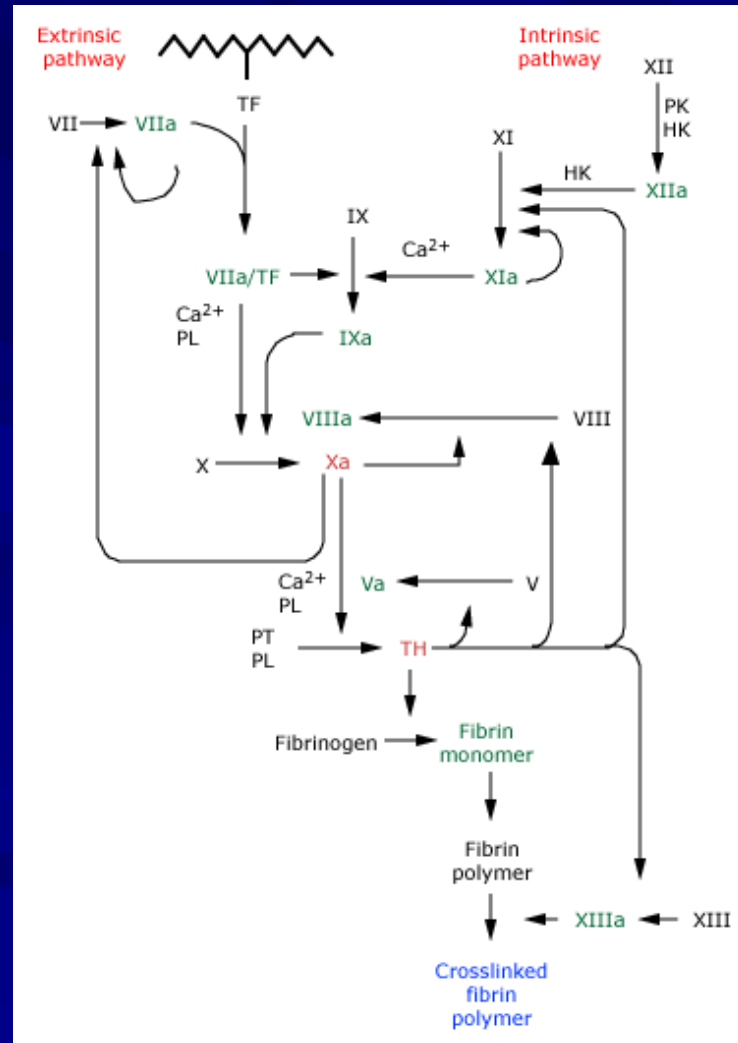 Extrinsic
pathway
Intrinsic
pathway
XII
TF
PK
HK
VII
VIIa
XI
HK
XIIa
IX
Ca2+
VIIa/TF
XIa
Ca2+
PL
IXa
VIIIa
VIII
X
Xa
Ca2+
PL
Va
V
PT
PL
TH
Fibrinogen
Fibrin
monomer
Fibrin
polymer
XIIIa
XIII
Crosslinked
fibrin
polymer